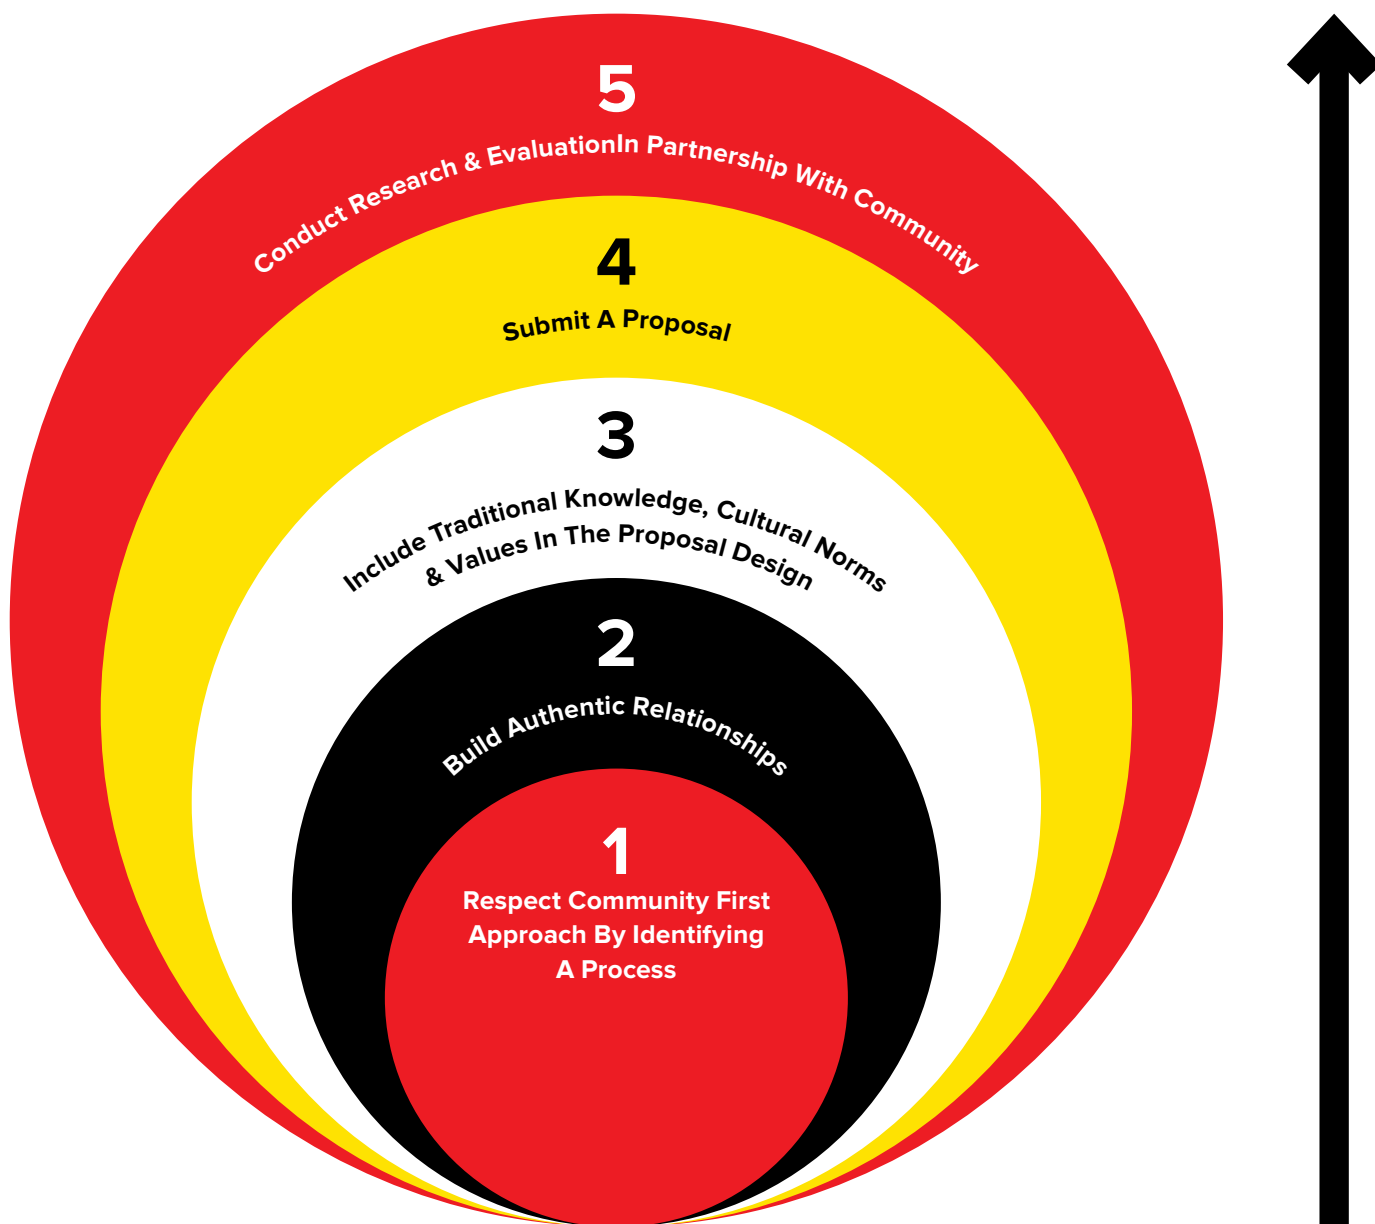 5
Conduct Research & EvaluationIn Partnership With Community
4
Submit A Proposal
3
Include Traditional Knowledge, Cultural Norms
& Values In The Proposal Design
2
Build Authentic Relationships
1
Respect Community First
Approach By Identifying
A Process